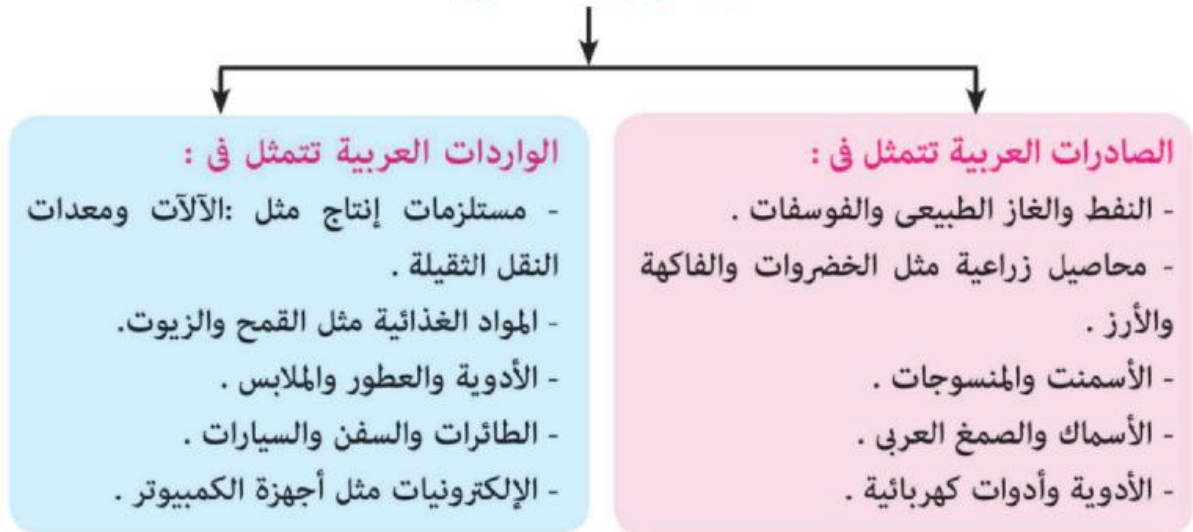 الصادرات العربية تتمثل فى :
- النفط والغاز الطبيعى والفوسفات .
- محاصيل زراعية مثل الخضروات والفاكهة
والأرز .
- الأسمنت والمنسوجات .
- الأسماك والصمغ العربى .
- الأدوية وأدوات كهربائية .
الواردات العربية تتمثل فى :
- مستلزمات إنتاج مثل :الآلآت ومعدات
النقل الثقيلة .
- المواد الغذائية مثل القمح والزيوت.
- الأدوية والعطور والملابس .
- الطائرات والسفن والسيارات .
- الإلكترونيات مثل أجهزة الكمبيوتر .